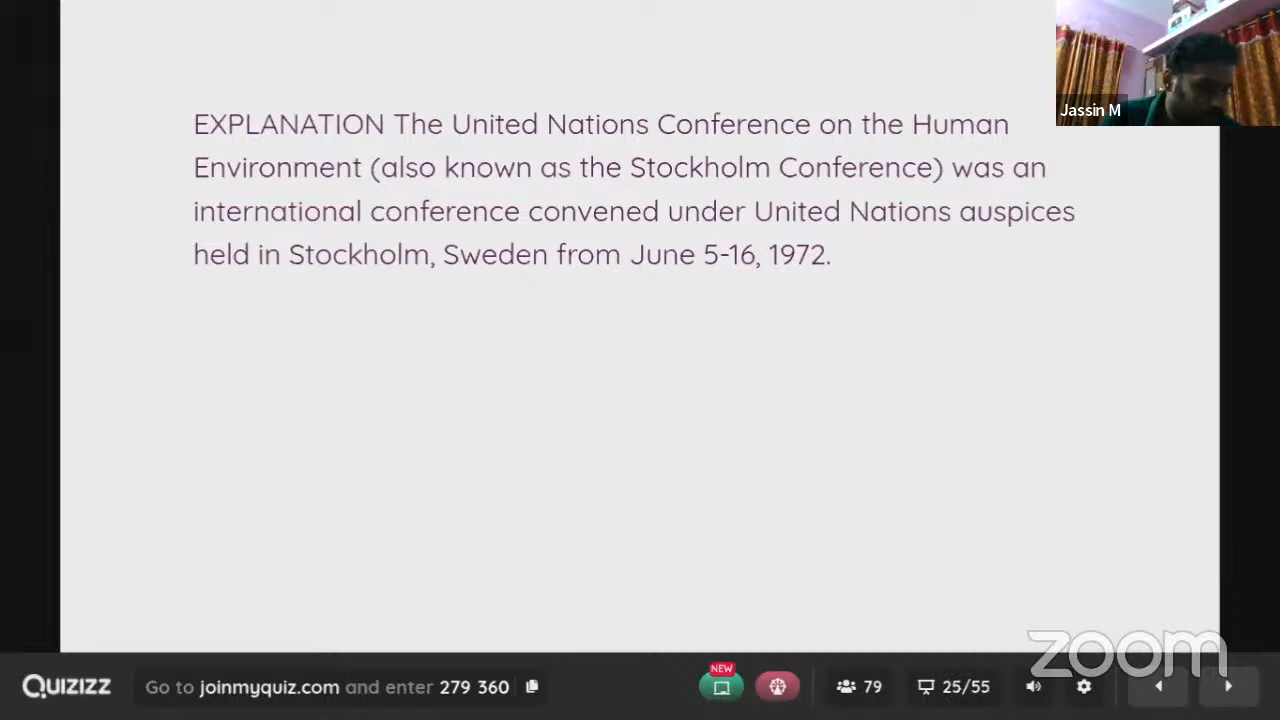 EXPLANATION The United Nations Conference on the Human
Environment (also known as the Stockholm Conference) was an
international conference convened under United Nations auspices
held in Stockholm, Sweden from June 5-16, 1972.
Jassin M
zoom
QUIZIZZ
Go to joinmyquiz.com and enter 279 360
NEW
79
25/55